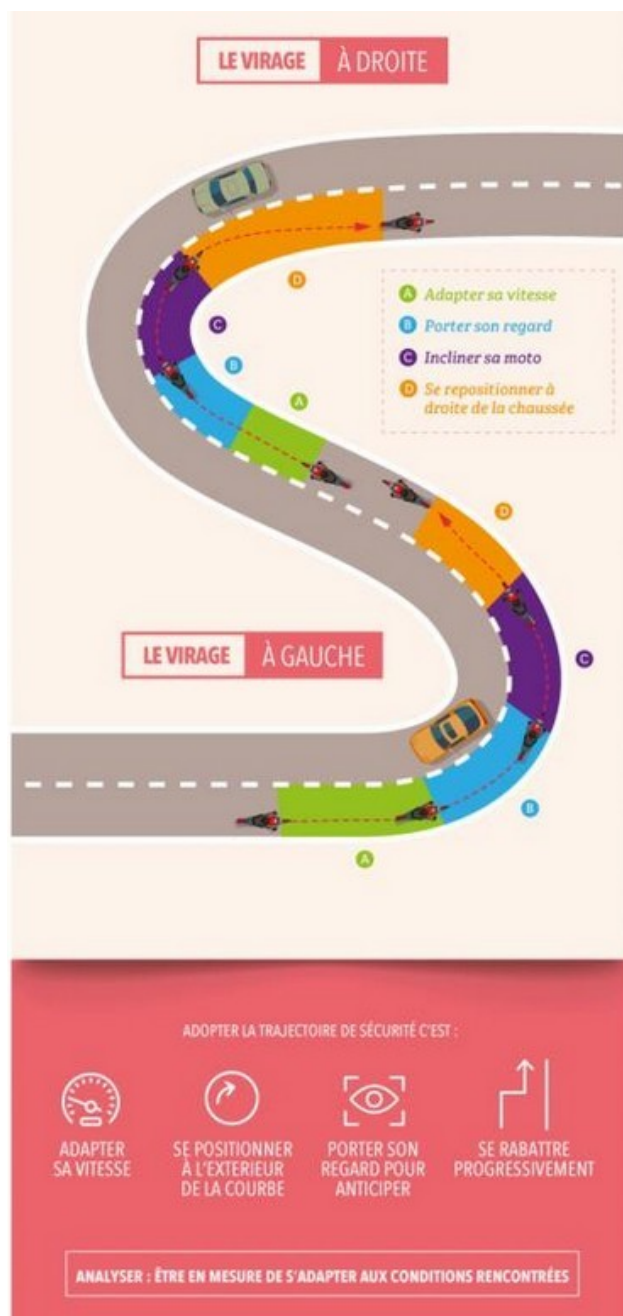 LE VIRAGE À DROITE
D
A Adapter sa vitesse
B Porter son regard
C Incliner sa moto
D Se repositionner à
droite de la chaussée
C
B
A
D
LE VIRAGE À GAUCHE
C
B
A
ADOPTER LA TRAJECTOIRE DE SÉCURITÉ C'EST :
ADAPTER
SA VITESSE
SE POSITIONNER
À L'EXTERIEUR
DE LA COURBE
PORTER SON
REGARD POUR
ANTICIPER
SE RABATTRE
PROGRESSIVEMENT
ANALYSER : ÊTRE EN MESURE DE S'ADAPTER AUX CONDITIONS RENCONTRÉES